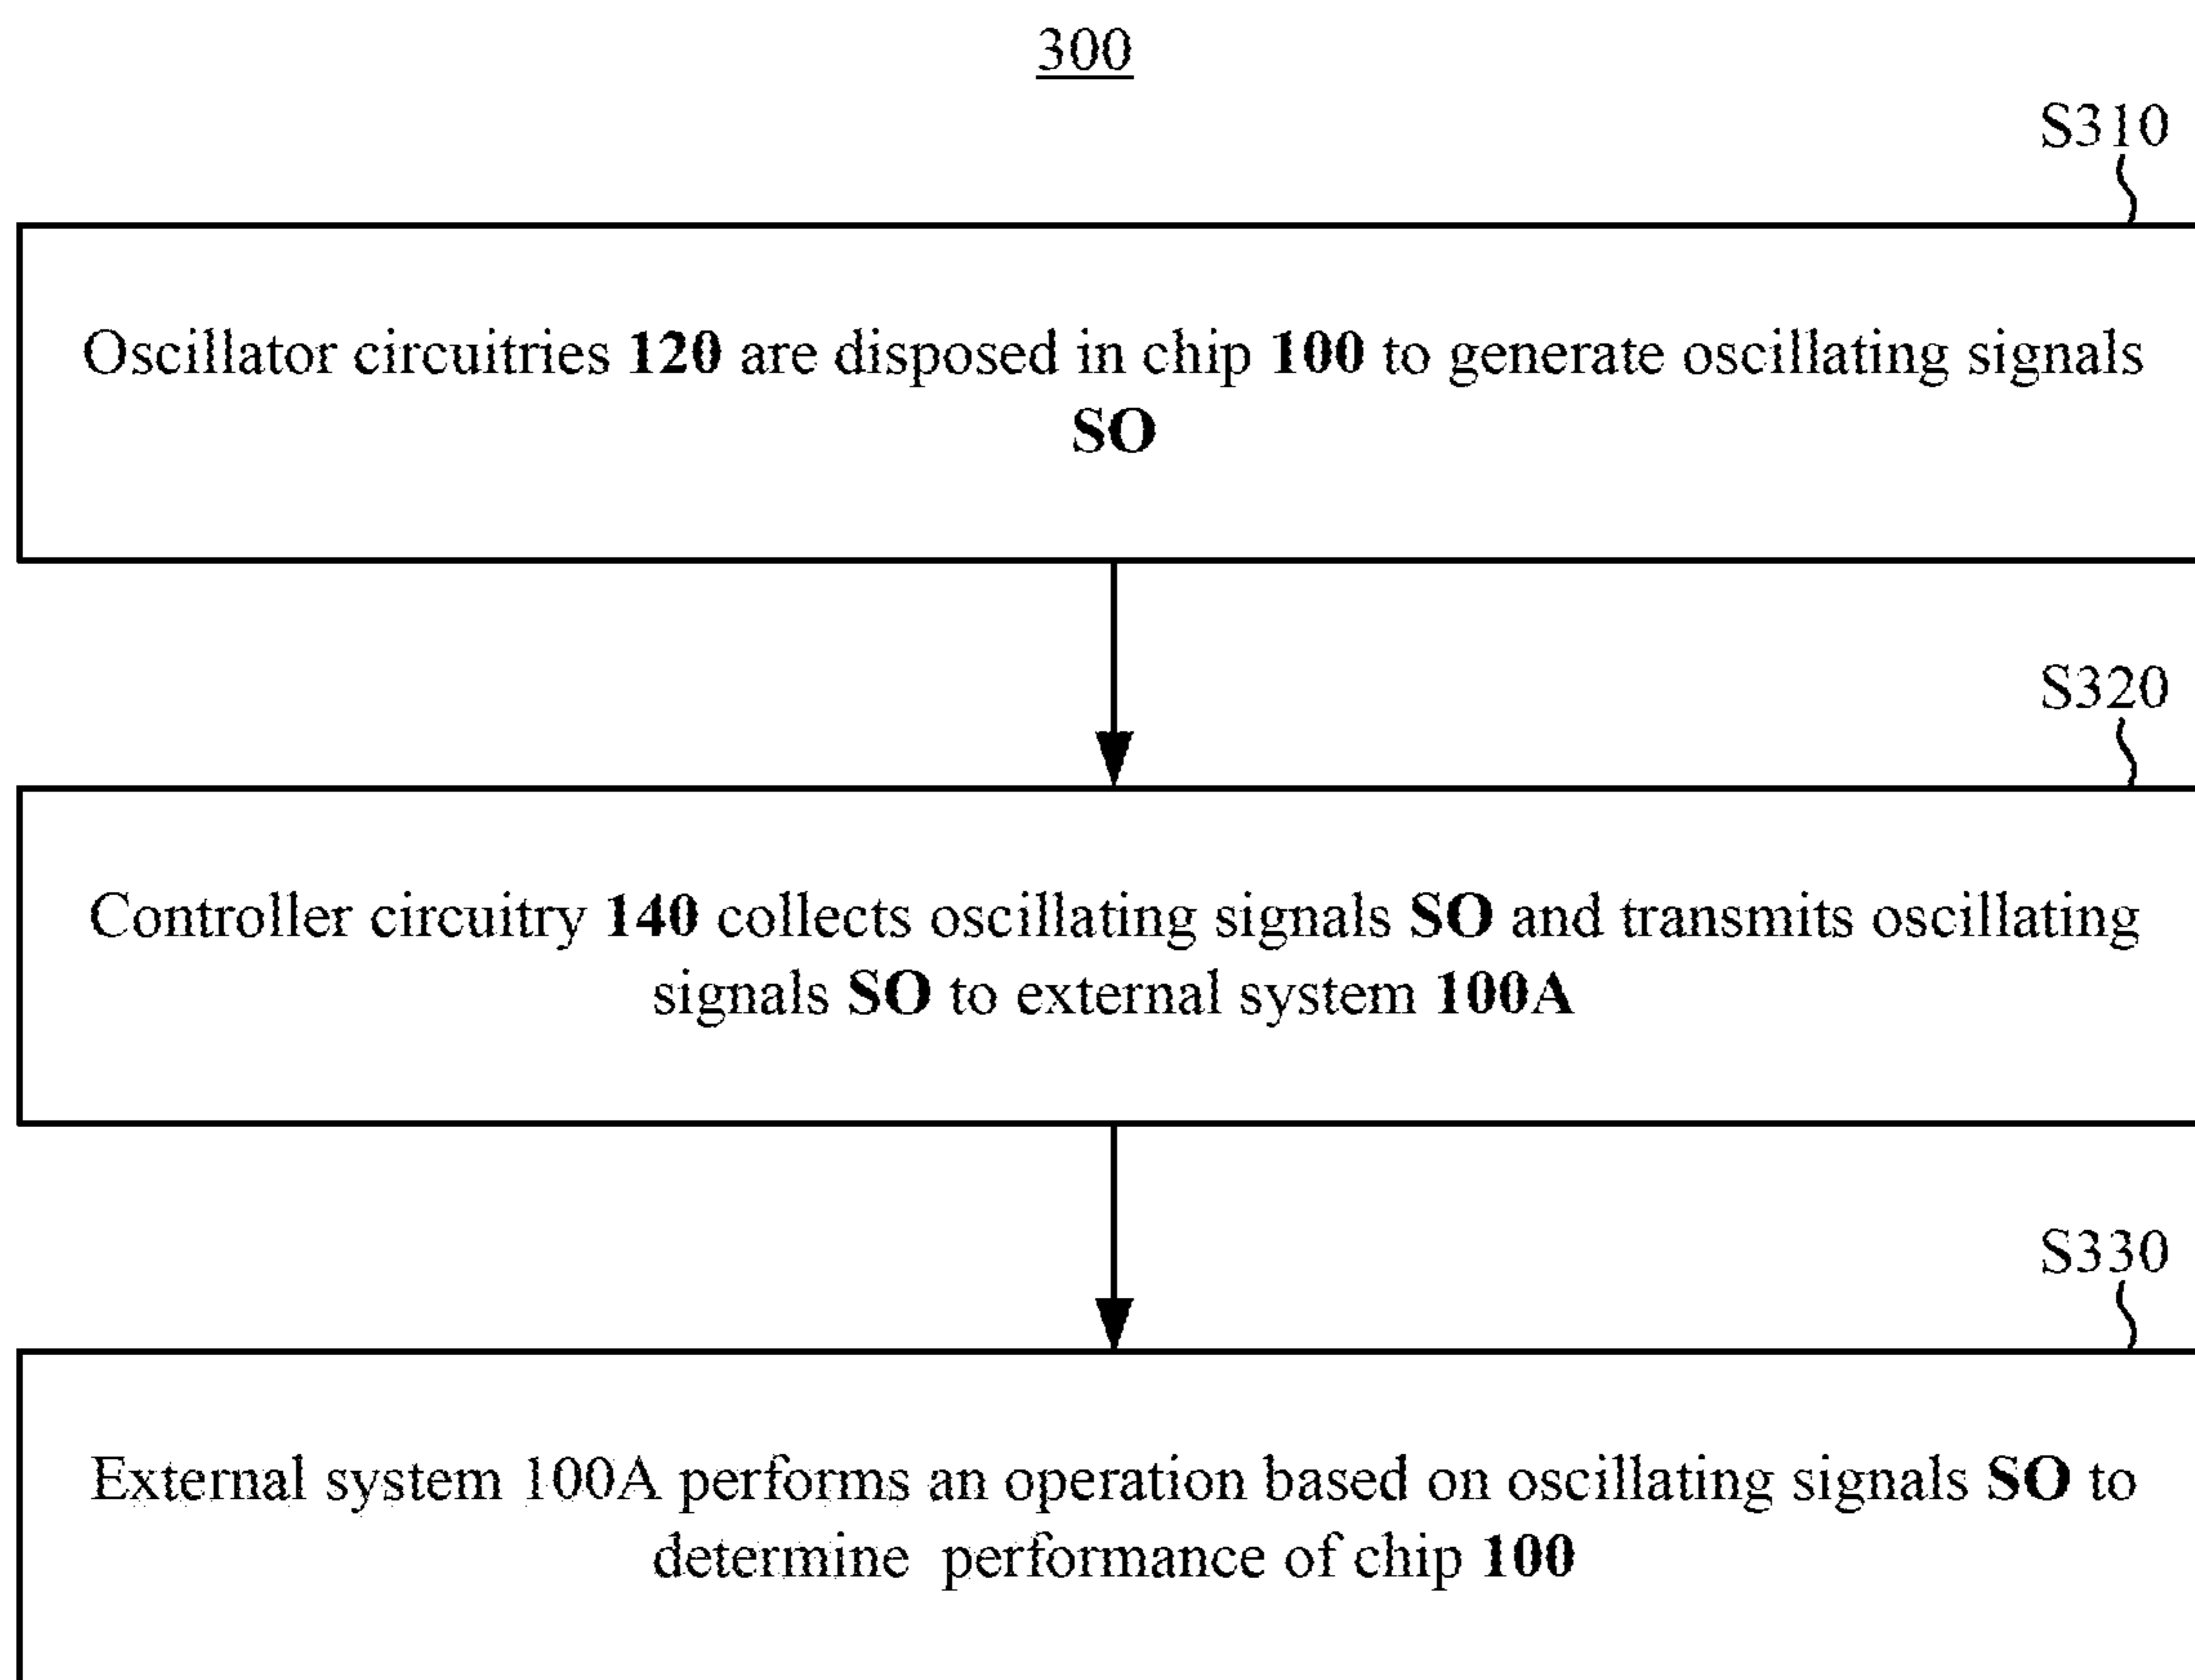 300
S310
Oscillator circuitries 120 are disposed in chip 100 to generate oscillating signals
SO
S320
Controller circuitry 140 collects oscillating signals SO and transmits oscillating
signals SO to external system 100A
S330
External system 100A performs an operation based on oscillating signals SO to
determine performance of chip 100